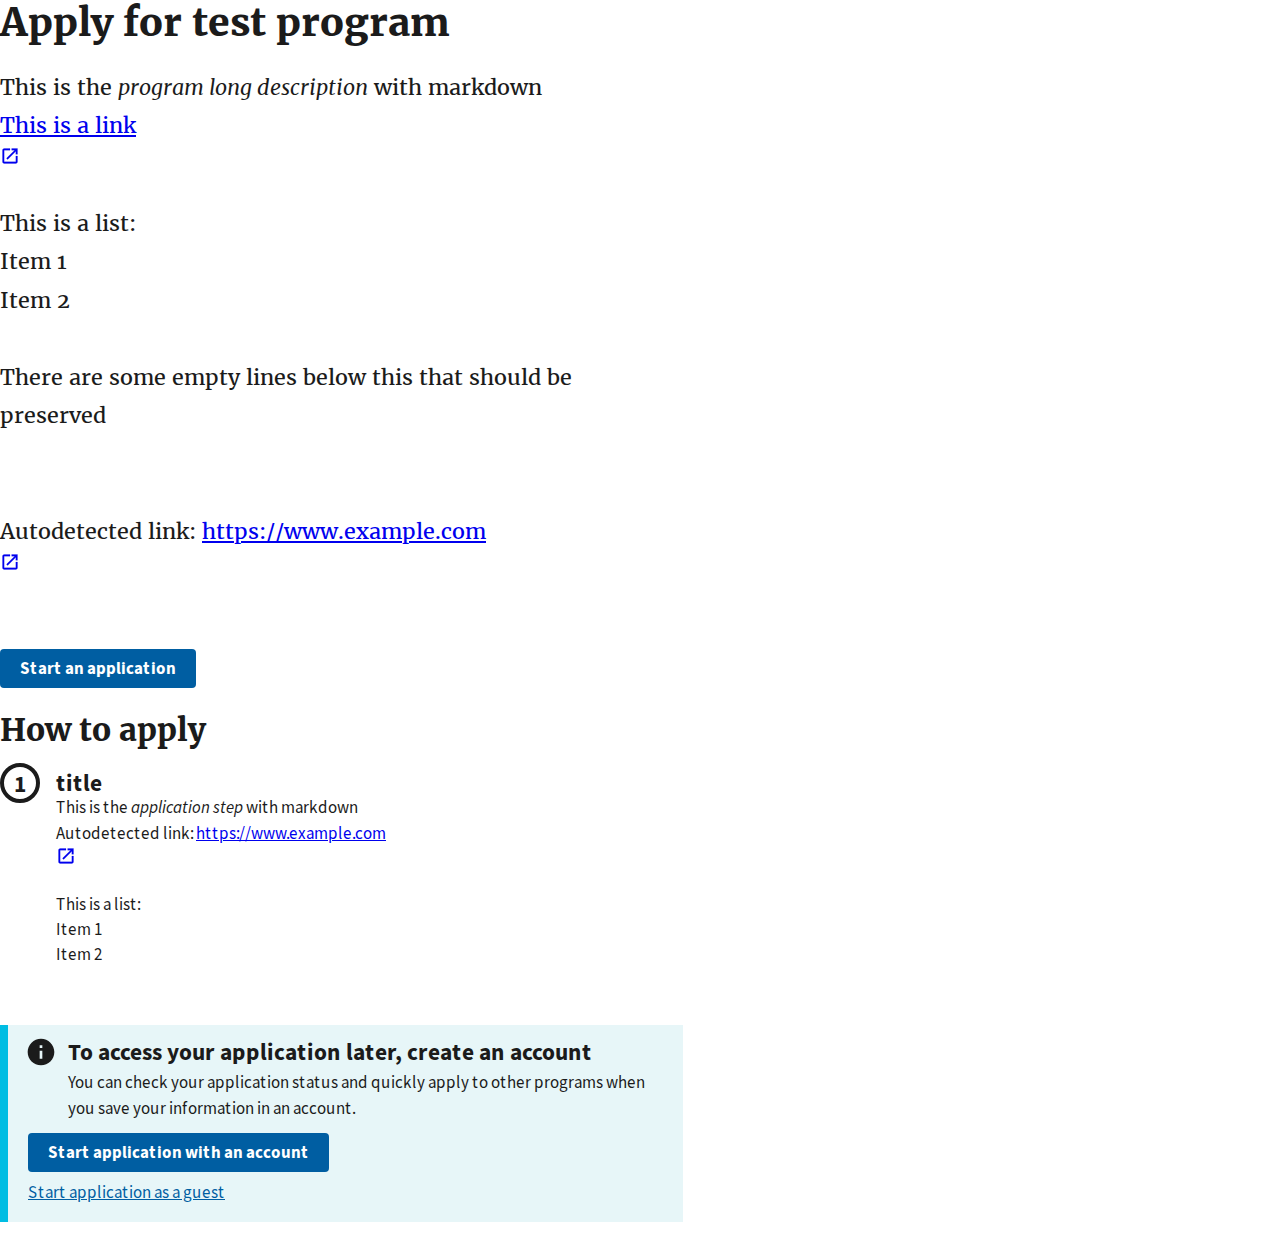 Apply for test program
This is the program long description with markdown
This is a link
This is a list:
Item 1
Item 2
There are some empty lines below this that should be
preserved
Autodetected link: https://www.example.com
Start an application
How to apply
1 title
This is the application step with markdown
Autodetected link: https://www.example.com
This is a list:
Item 1
Item 2
To access your application later, create an account
You can check your application status and quickly apply to other programs when
you save your information in an account.
Start application with an account
Start application as a guest